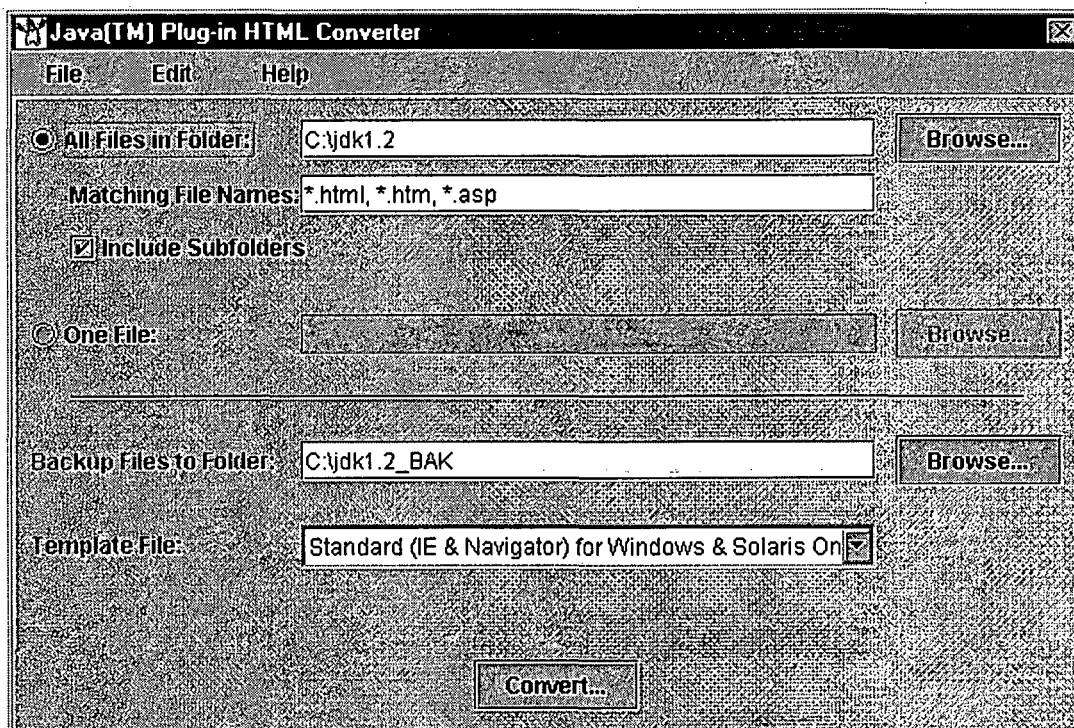 Java(TM) Plug-in HTML Converter
File Edit Help
All Files in Folder: C:\jdk1.2 Browse...
Matching File Names: *.html, *.htm, *.asp
Include Subfolders
One File: Browse...
Backup Files to Folder: C:\jdk1.2_BAK Browse...
Template File: Standard (IE & Navigator) for Windows & Solaris On
Convert...